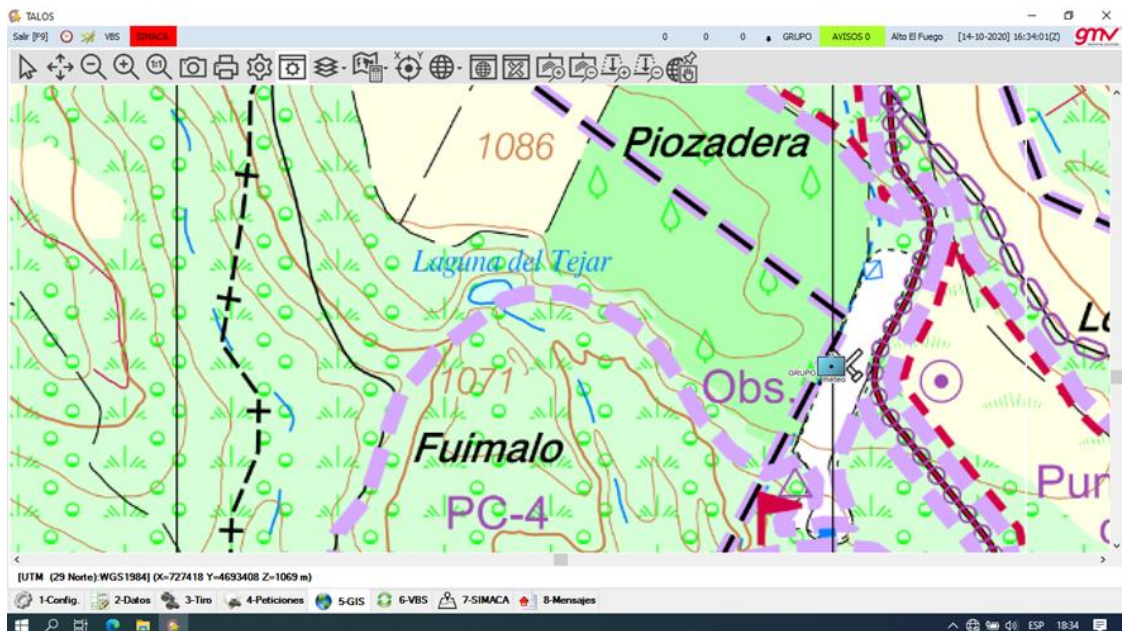 TALOS
Salir [F9] VBS SIMACA 0 0 0 GRUPO AVISOS 0 Alto El Fuego [14-10-2020] 16:34:01(Z) gmv
1086
Piozadera
Laguna del Tejar
1071
GRUPO
meteo
Obs.
Fuimalo
PC-4
Pun
[UTM (29 Norte):WGS1984] (X=727418 Y=4693408 Z=1069 m)
1-Config. 2-Datos 3-Tiro 4-Peticiones 5-GIS 6-VBS 7-SIMACA 8-Mensajes
ESP 18:34